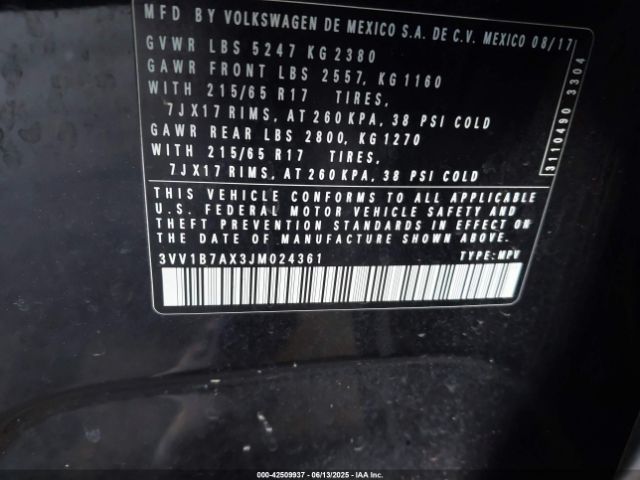 MFD BY VOLKSWAGEN DE MEXICO S.A. DE C.V. MEXICO 08/17
GVWR LBS 5247 KG 2380
GAWR FRONT LBS 2557, KG 1160
WITH 215/65 R17 TIRES,
7JX17 RIMS, AT 260 KPA, 38 PSI COLD
GAWR REAR LBS 2800, KG 1270
WITH 215/65 R17 TIRES,
7JX17 RIMS, AT 260 KPA, 38 PSI COLD
3110490 3304
THIS VEHICLE CONFORMS TO ALL APPLICABLE
U.S. FEDERAL MOTOR VEHICLE SAFETY AND
THEFT PREVENTION STANDARDS IN EFFECT ON
THE DATE OF MANUFACTURE SHOWN ABOVE.
3VV1B7AX3JM024361 TYPE: MPV
000-42509937 - 06/13/2025 - IAAI.COM